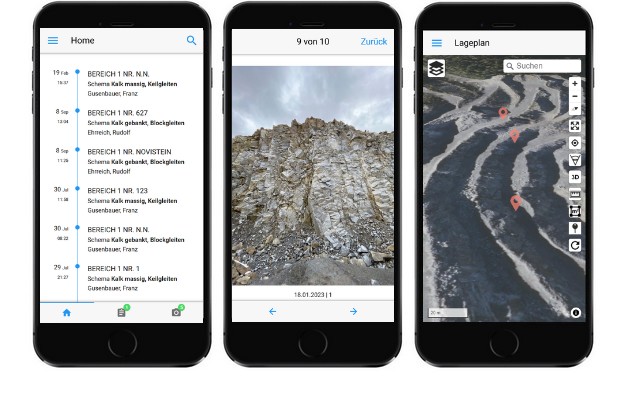 Home
19 Feb
15:37
BEREICH 1 NR. N.N.
Schema Kalk massig, Keilgleiten
Gusenbauer, Franz
8 Sep
BEREICH 1 NR. 627
Schema Kalk gebankt, Blockgleiten
Ehrreich, Rudolf
8 Sep
11:25
BEREICH 1 NR. NOVISTEIN
Schema Kalk gebankt, Blockgleiten
Ehrreich, Rudolf
30 Jul
11:38
BEREICH 1 NR. 123
Schema Kalk massig, Keilgleiten
Gusenbauer, Franz
30 Jul
08:22
BEREICH 1 NR. N.N.
Schema Kalk gebankt, Blockgleiten
Gusenbauer, Franz
29 Jul
21:27
BEREICH 1 NR. 1
Schema Kalk massig, Keilgleiten
Gusenbauer, Franz
9 von 10 Zurück
18.01.2023 | 1
Lageplan
Suchen
3D
20 m